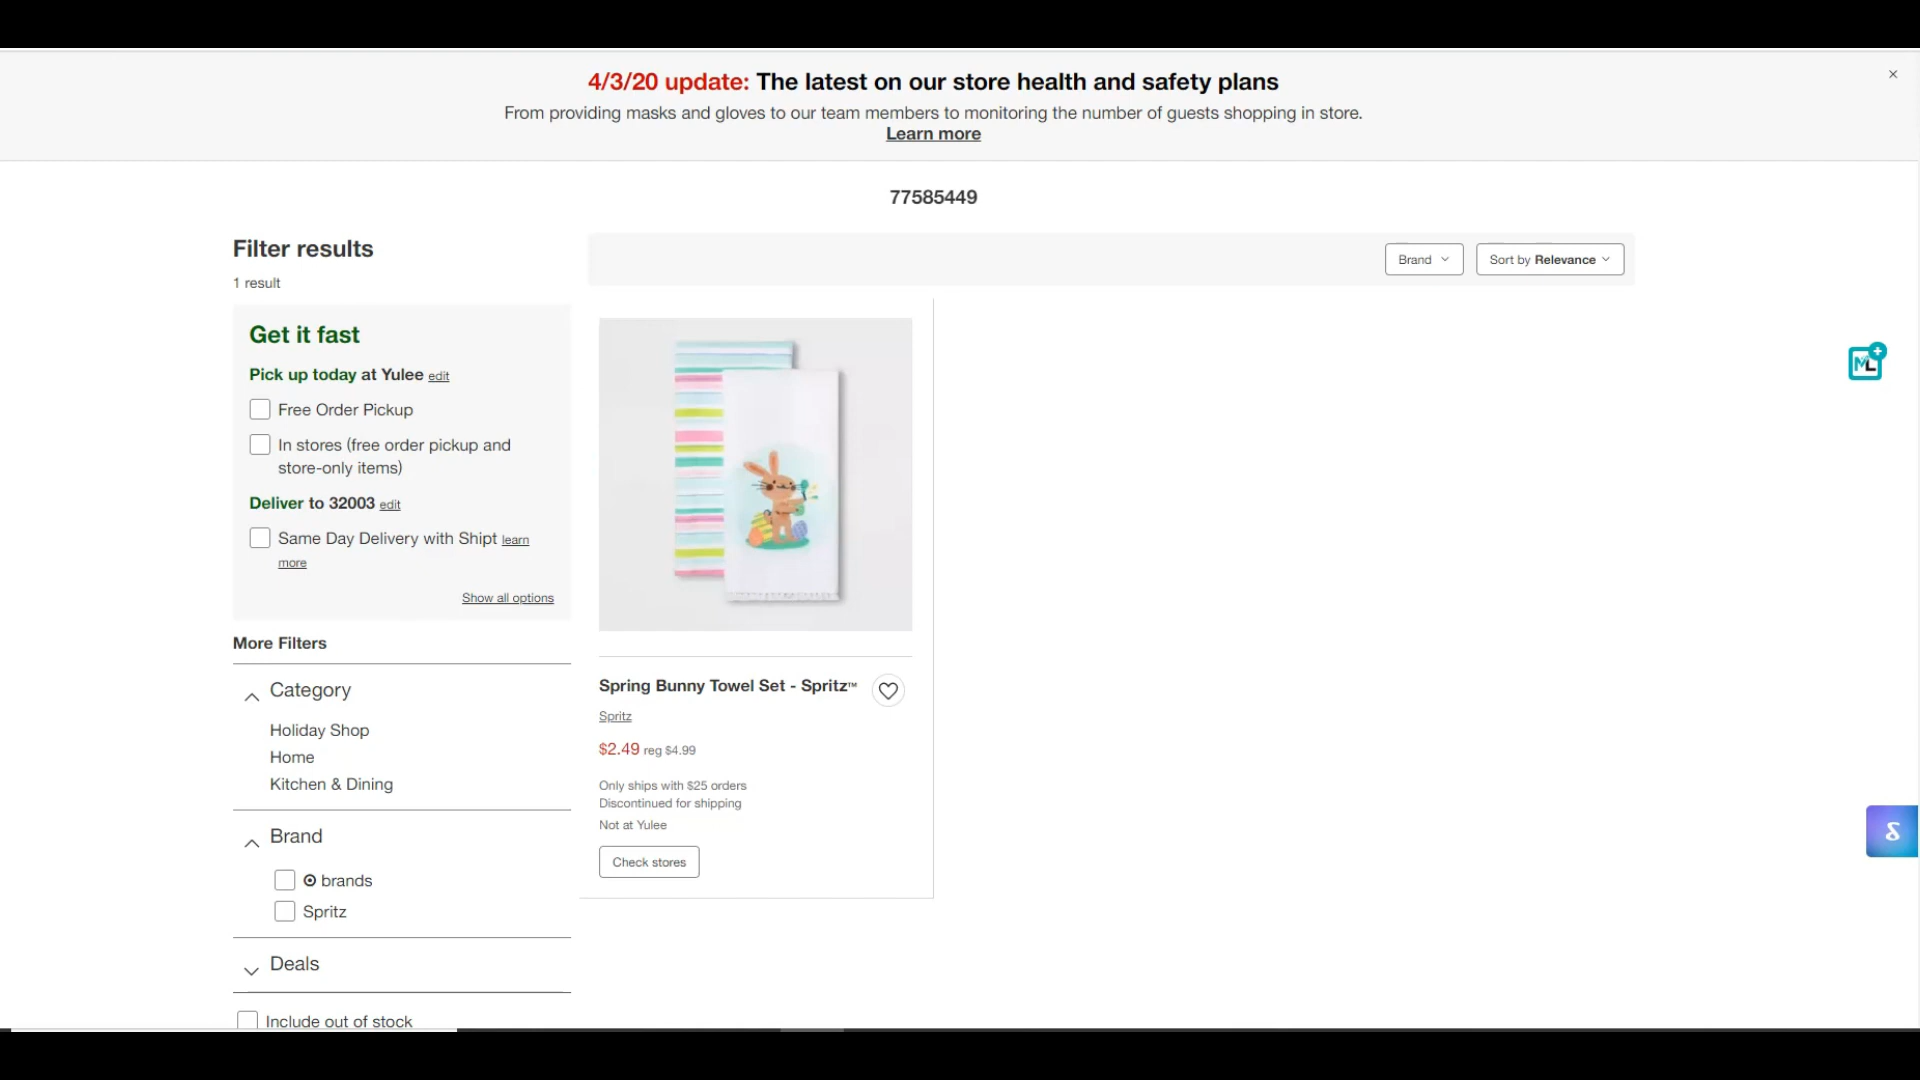 4/3/20 update: The latest on our store health and safety plans
From providing masks and gloves to our team members to monitoring the number of guests shopping in store.
Learn more
77585449
Filter results
1 result
Brand
Sort by Relevance
Get it fast
Pick up today at Yulee edit
Free Order Pickup
In stores (free order pickup and
store-only items)
Deliver to 32003 edit
Same Day Delivery with Shipt learn
more
Show all options
More Filters
Category
Holiday Shop
Home
Kitchen & Dining
Brand
brands
Spritz
Deals
Include out of stock
Spring Bunny Towel Set - Spritz™
Spritz
$2.49 reg $4.99
Only ships with $25 orders
Discontinued for shipping
Not at Yulee
Check stores
ML